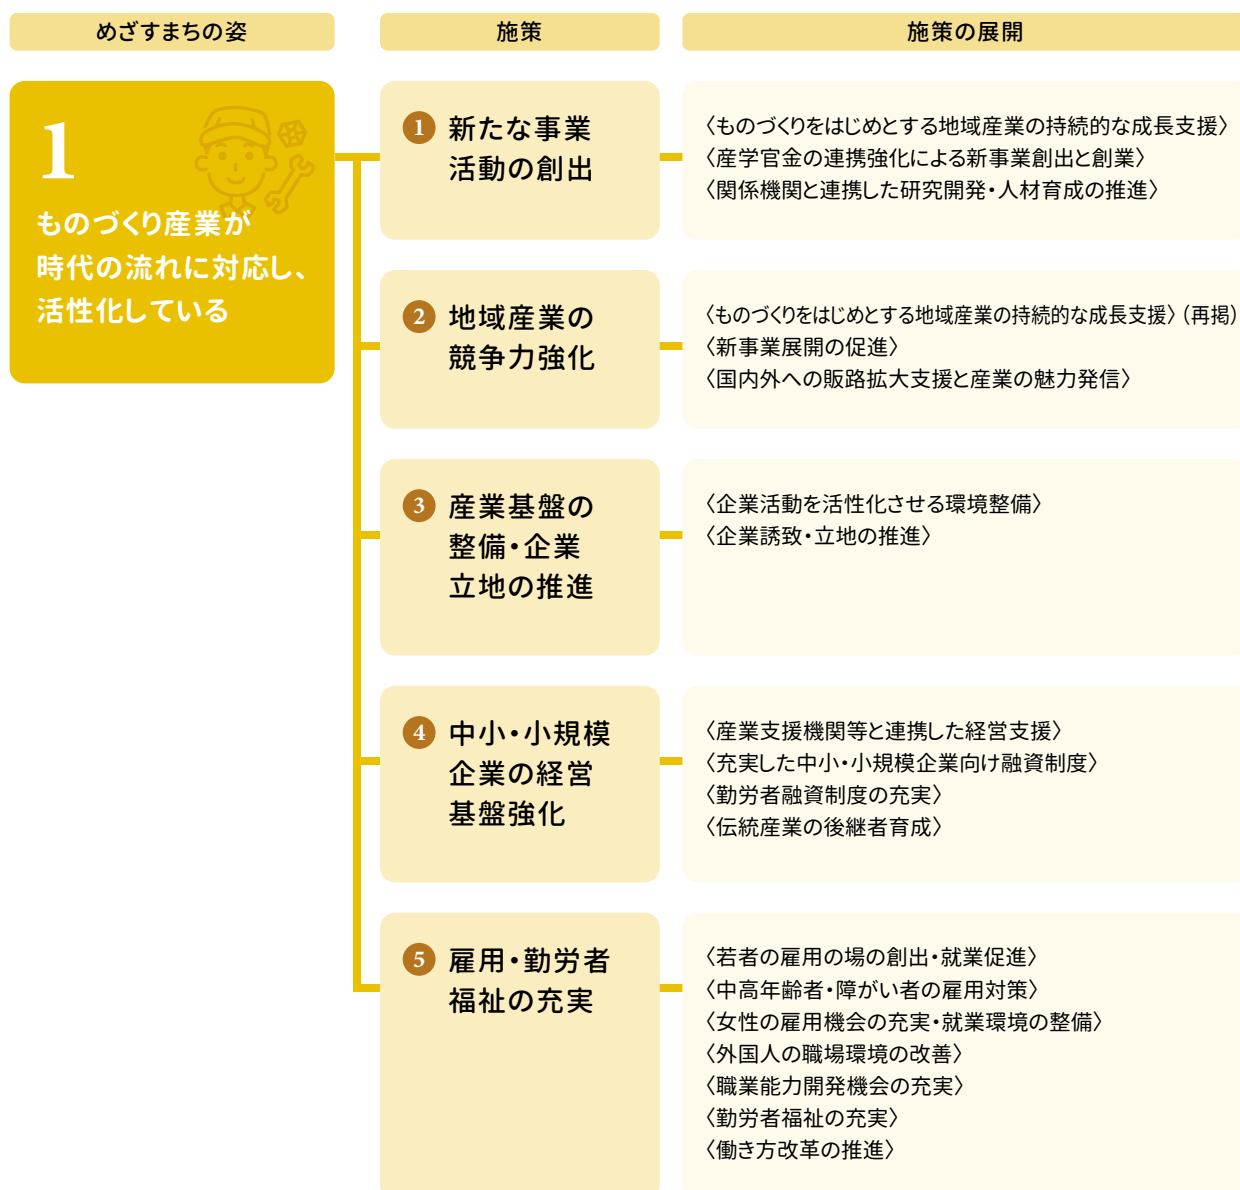 めざすまちの姿
施策
施策の展開
1
ものづくり産業が
時代の流れに対応し、
活性化している
1 新たな事業
活動の創出
〈ものづくりをはじめとする地域産業の持続的な成長支援〉
〈産学官金の連携強化による新事業創出と創業〉
〈関係機関と連携した研究開発・人材育成の推進〉
2 地域産業の
競争力強化
〈ものづくりをはじめとする地域産業の持続的な成長支援〉(再掲)
〈新事業展開の促進〉
〈国内外への販路拡大支援と産業の魅力発信〉
3 産業基盤の
整備・企業
立地の推進
〈企業活動を活性化させる環境整備〉
〈企業誘致・立地の推進〉
4 中小・小規模
企業の経営
基盤強化
〈産業支援機関等と連携した経営支援〉
〈充実した中小・小規模企業向け融資制度〉
〈勤労者融資制度の充実〉
〈伝統産業の後継者育成〉
5 雇用・勤労者
福祉の充実
〈若者の雇用の場の創出・就業促進〉
〈中高年齢者・障がい者の雇用対策〉
〈女性の雇用機会の充実・就業環境の整備〉
〈外国人の職場環境の改善〉
〈職業能力開発機会の充実〉
〈勤労者福祉の充実〉
〈働き方改革の推進〉